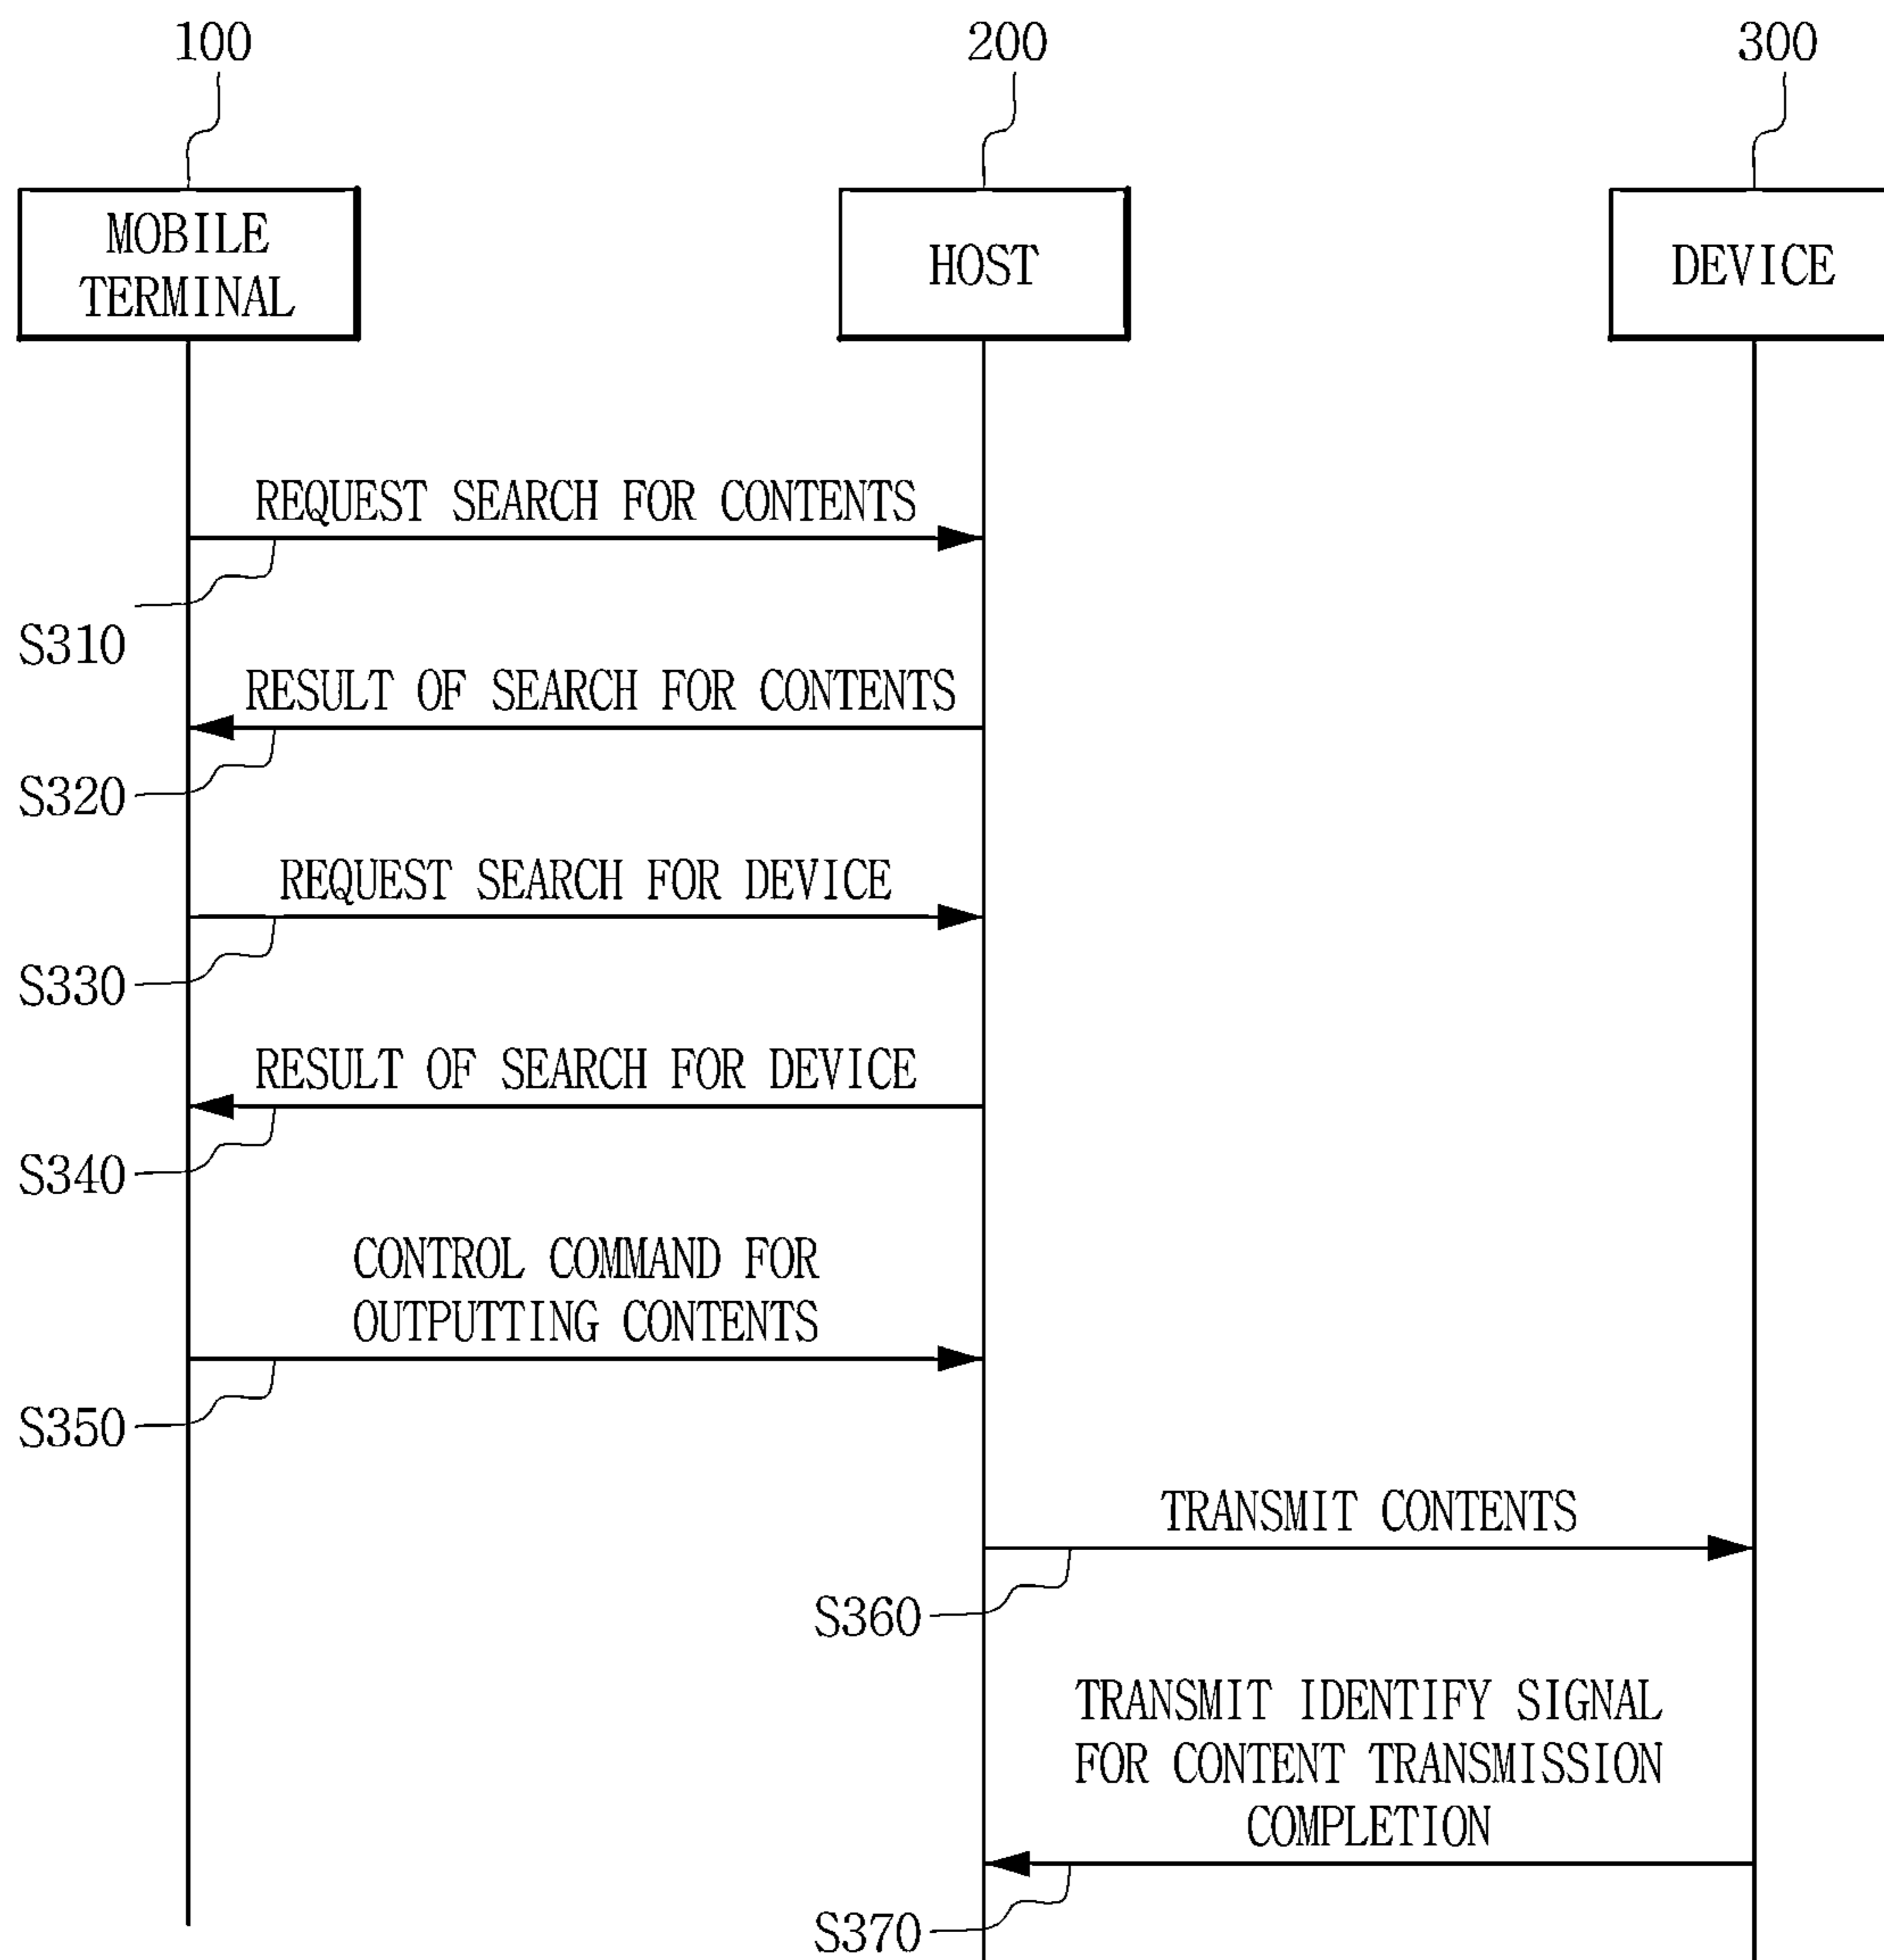 100
200
300
MOBILE
TERMINAL
HOST
DEVICE
REQUEST SEARCH FOR CONTENTS
S310
RESULT OF SEARCH FOR CONTENTS
S320
REQUEST SEARCH FOR DEVICE
S330
RESULT OF SEARCH FOR DEVICE
S340
CONTROL COMMAND FOR
OUTPUTTING CONTENTS
S350
TRANSMIT CONTENTS
S360
TRANSMIT IDENTIFY SIGNAL
FOR CONTENT TRANSMISSION
COMPLETION
S370